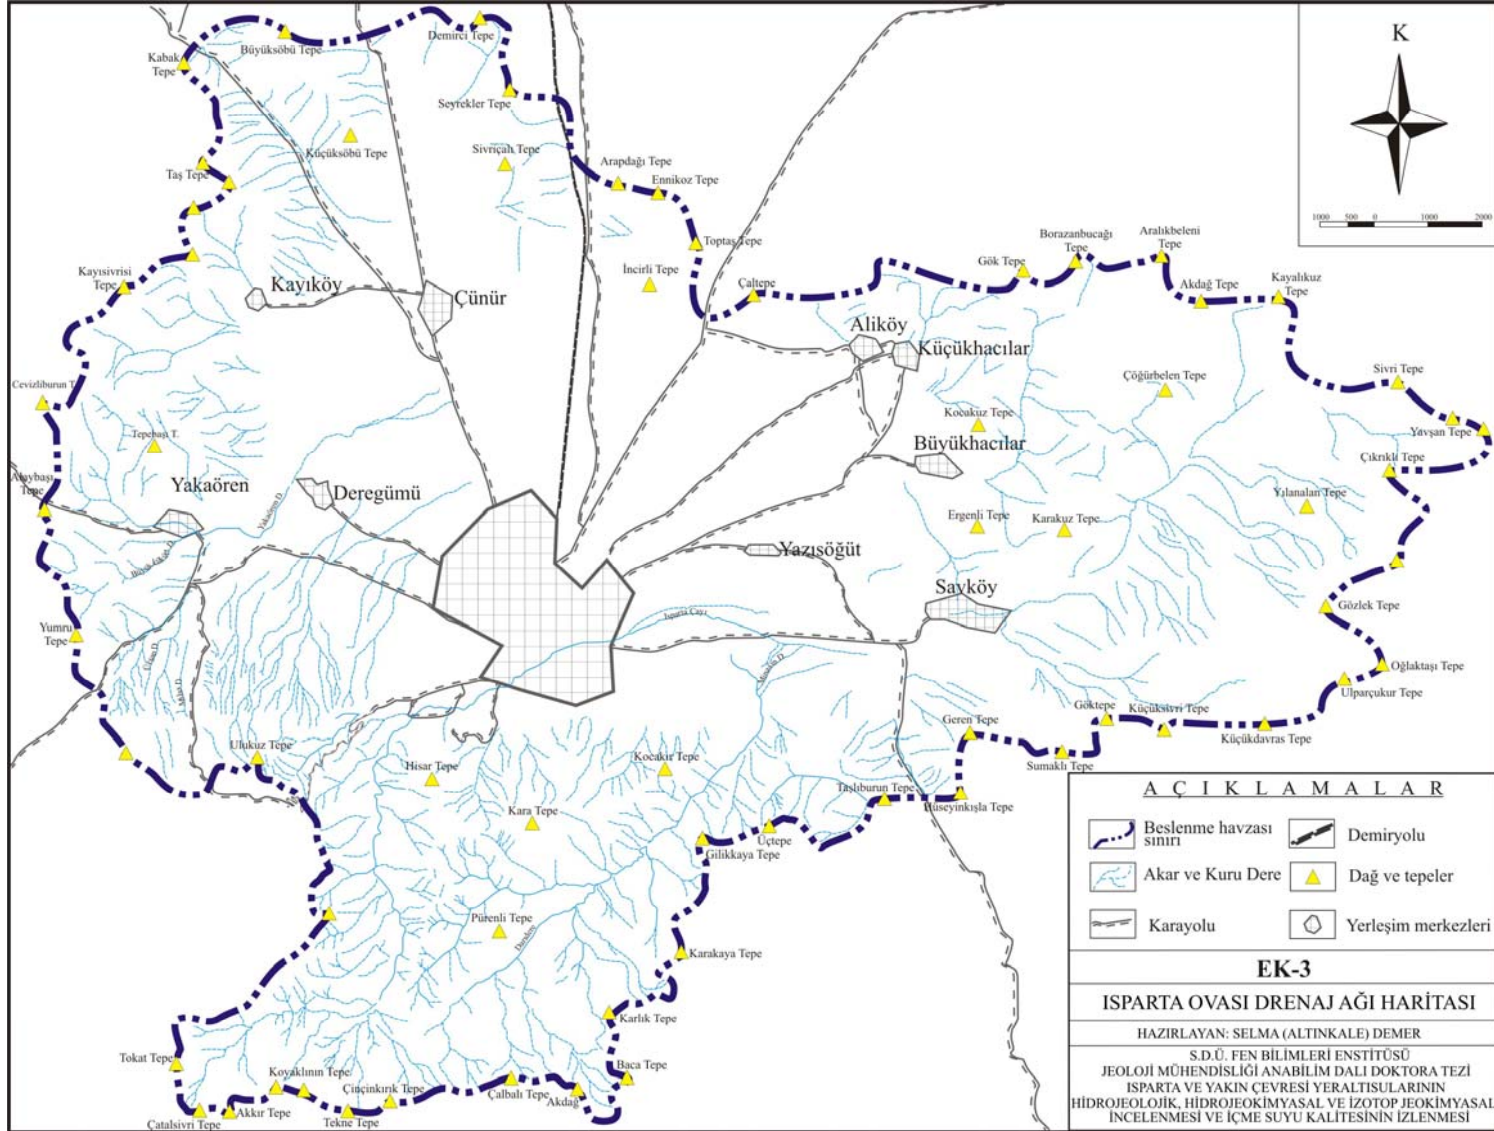 Demirci Tepe
Büyüksöbü Tepe
Kabak
Tepe
Seyrekler Tepe
Küçüksöbü Tepe
Sivriçalı Tepe
Taş Tepe
Arapdağı Tepe
Ennikoz Tepe
Toptaş Tepe
İncirli Tepe
Çaltepe
Gök Tepe
Borazanbucağı
Tepe
Aralıkbeleni
Tepe
Akdağ Tepe
Kayalıkuz
Tepe
K
1000 500 0 1000 2000
Kayısivrisi
Tepe
Kayıköy
Çünür
Aliköy
Küçükhacılar
Sivri Tepe
Cevizliburun T.
Çöğürbelen Tepe
Kocakuz Tepe
Yavşan Tepe
Tepebaşı T.
Büyükhacılar
Çıkrıklı Tepe
Alaybaşı
Tepe
Yakaören
Deregümü
Yakaören D.
Yılanalan Tepe
Ergenli Tepe
Karakuz Tepe
Yazısöğüt
Savköy
Gözlek Tepe
Isparta Çayı
Yumru
Tepe
Oğlaktaşı Tepe
Ulparçukur Tepe
Göktepe
Küçüksivri Tepe
Geren Tepe
Küçükdavras Tepe
Sumaklı Tepe
Ulukuz Tepe
Hisar Tepe
Kocakır Tepe
Taşlıburun Tepe
Hüseyinkışla Tepe
Kara Tepe
Üçtepe
Gilikkaya Tepe
Pürenli Tepe
Darıdere
Karakaya Tepe
Karlık Tepe
Tokat Tepe
Baca Tepe
Kovaklının Tepe
Çinçinkırık Tepe
Çalbalı Tepe
Akdağ
Akkır Tepe
Tekne Tepe
Çatalsivri Tepe
A Ç I K L A M A L A R
Beslenme havzası
sınırı
Demiryolu
Akar ve Kuru Dere
Dağ ve tepeler
Karayolu
Yerleşim merkezleri
EK-3
ISPARTA OVASI DRENAJ AĞI HARİTASI
HAZIRLAYAN: SELMA (ALTINKALE) DEMER
S.D.Ü. FEN BİLİMLERİ ENSTİTÜSÜ
JEOLOJİ MÜHENDİSLİĞİ ANABİLİM DALI DOKTORA TEZİ
ISPARTA VE YAKIN ÇEVRESİ YERALTISULARININ
HİDROJEOLOJİK, HİDROJEOKİMYASAL VE İZOTOP JEOKİMYASAL
İNCELENMESİ VE İÇME SUYU KALİTESİNİN İZLENMESİ